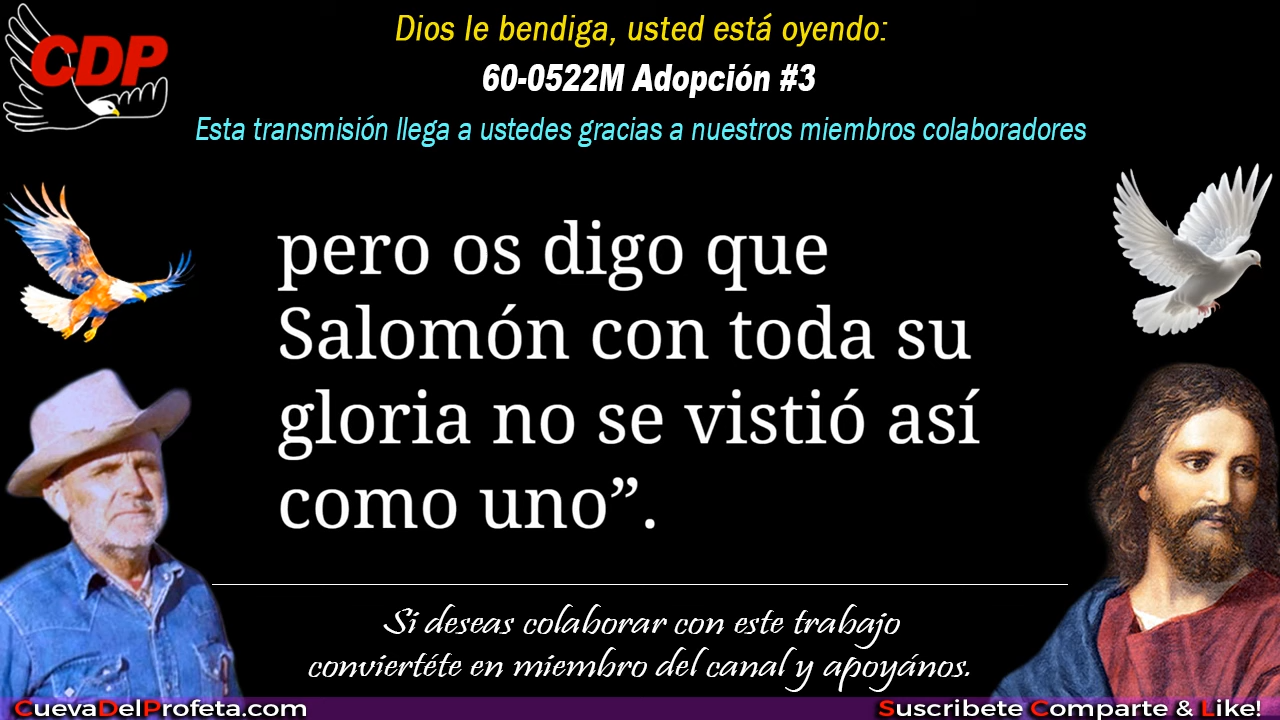 CDP
Dios le bendiga, usted está oyendo:
60-0522M Adopción #3
Esta transmisión llega a ustedes gracias a nuestros miembros colaboradores
pero os digo que
Salomón con toda su
gloria no se vistió así
como uno”.
Si deseas colaborar con este trabajo
conviertéte en miembro del canal y apoyános.
CuevaDelProfeta.com
Suscribete Comparte & Like!